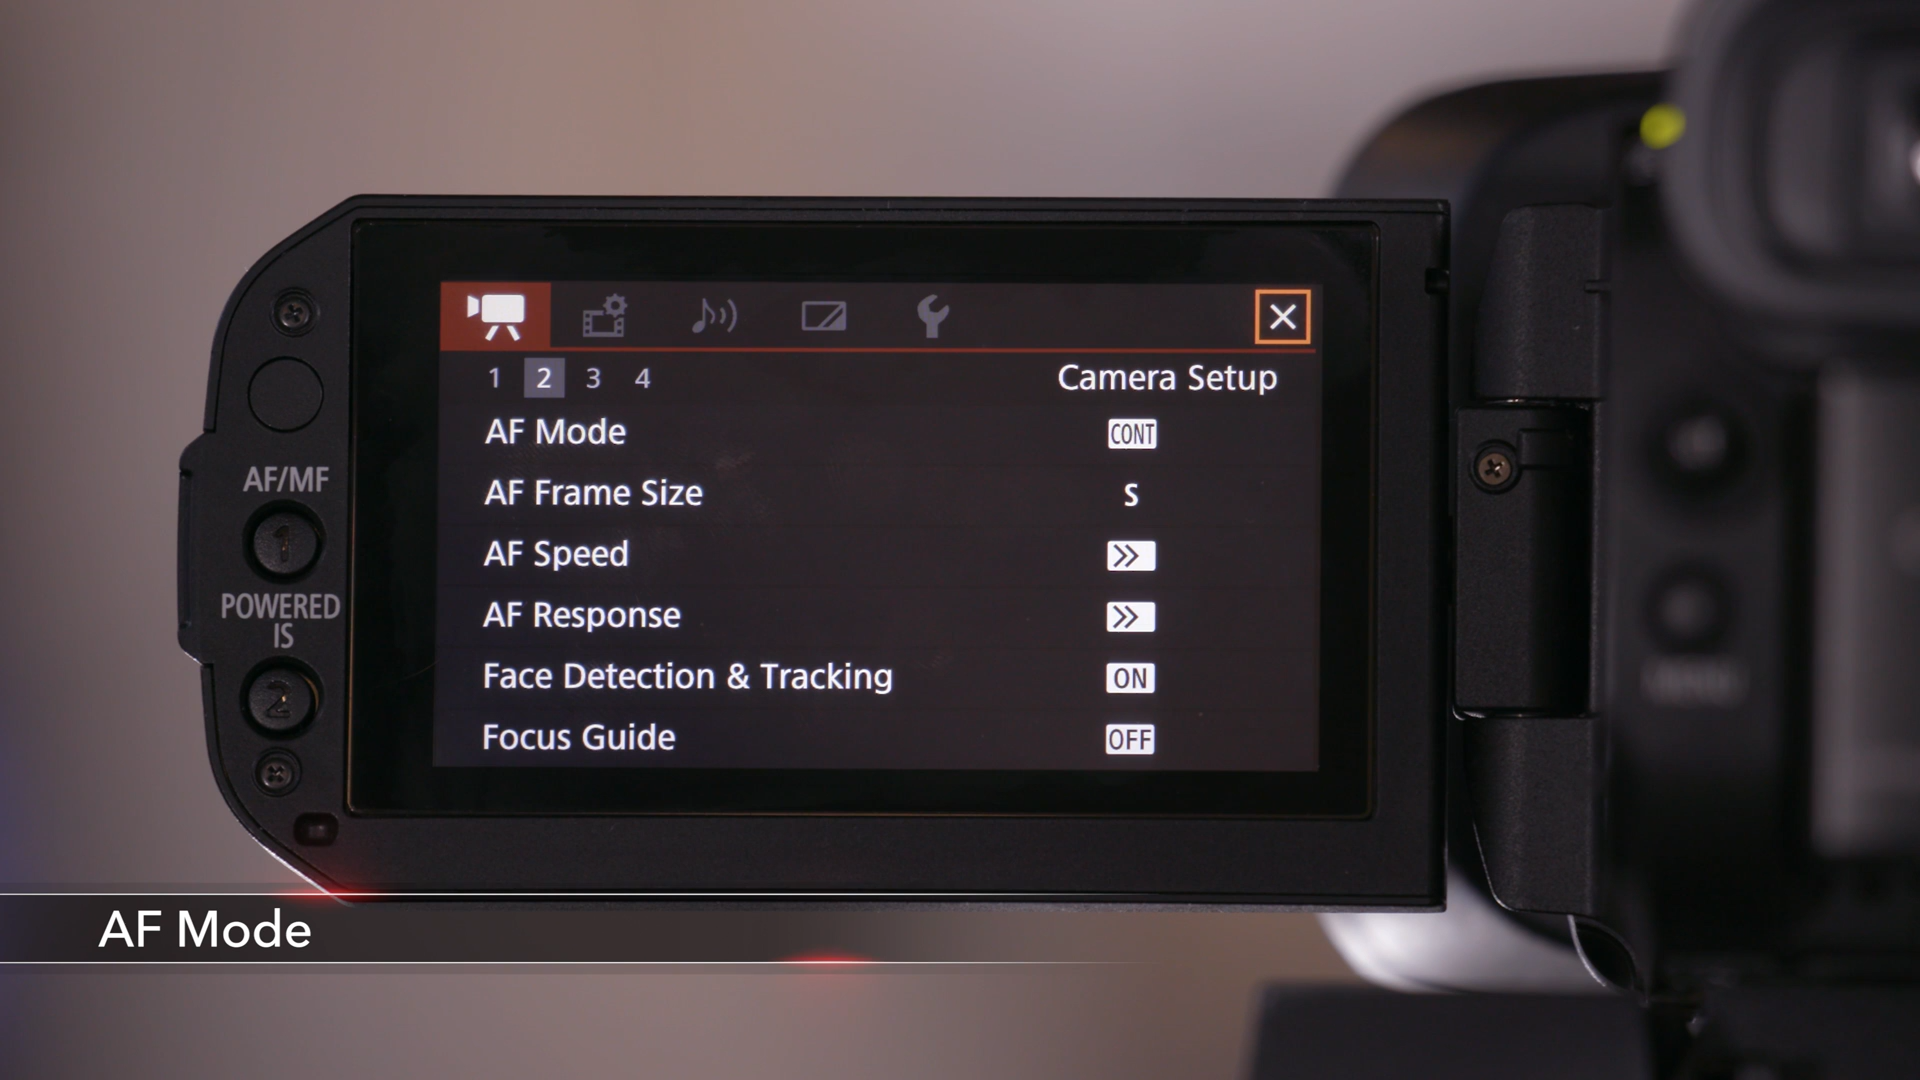 1 2 3 4 Camera Setup
AF Mode CONT
AF Frame Size S
AF Speed
AF Response
Face Detection & Tracking ON
Focus Guide OFF
AF/MF
1
POWERED
IS
2
AF Mode